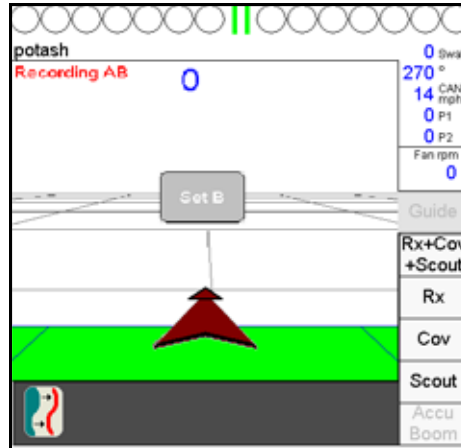 potash
Recording AB
0
0 Swa
270 °
14 CAN mph
0 P1
0 P2
Fan rpm
0
Set B
Guide
Rx+Cov
+Scout
Rx
Cov
Scout
Accu
Boom